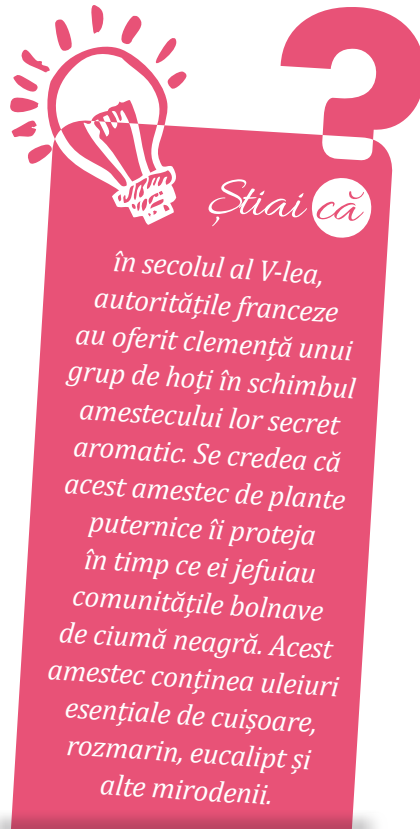 ?
Știai că
în secolul al V-lea,
autoritățile franceze
au oferit clemență unui
grup de hoți în schimbul
amestecului lor secret
aromatic. Se credea că
acest amestec de plante
puternice îi proteja
în timp ce ei jefuiau
comunitățile bolnave
de ciumă neagră. Acest
amestec conținea uleiuri
esențiale de cuișoare,
rozmarin, eucalipt și
alte mirodenii.